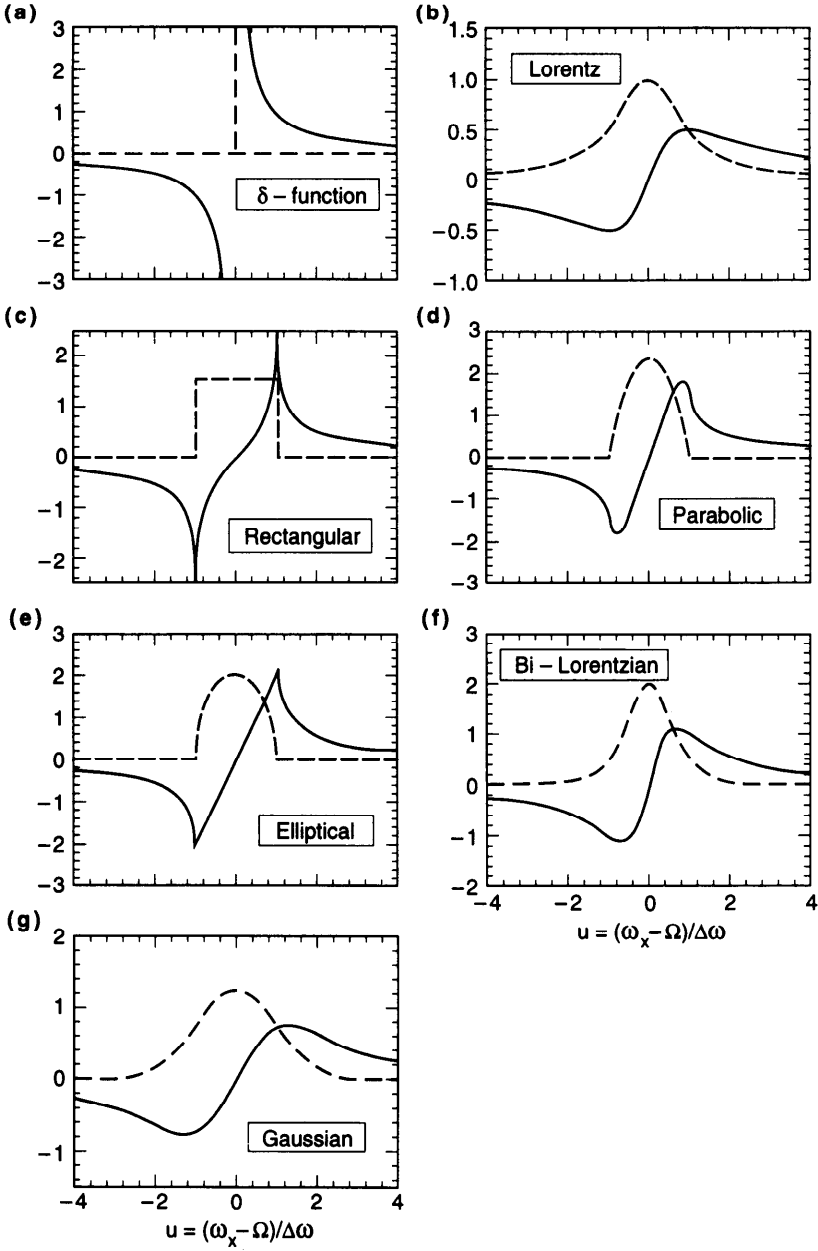 (a)
3
2
1
0
−1
−2
−3
δ – function
(b)
1.5
1.0
0.5
0
−0.5
−1.0
Lorentz
(c)
2
1
0
−1
−2
Rectangular
(d)
3
2
1
0
−1
−2
−3
Parabolic
(e)
3
2
1
0
−1
−2
−3
Elliptical
(f)
3
2
1
0
−1
−2
Bi – Lorentzian
−4 −2 0 2 4
u = (ωx – Ω)/Δω
(g)
2
1
0
−1
Gaussian
−4 −2 0 2 4
u = (ωx – Ω)/Δω